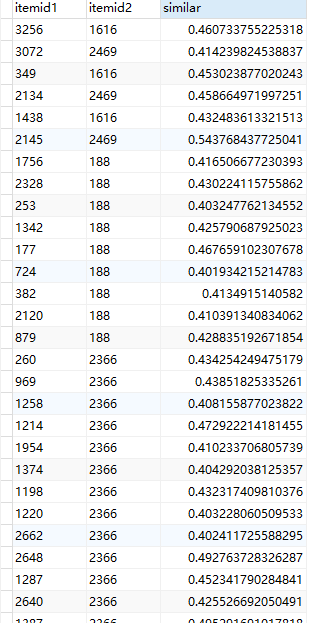 itemid1 itemid2 similar
3256 1616 0.460733755225318
3072 2469 0.414239824538837
349 1616 0.453023877020243
2134 2469 0.458664971997251
1438 1616 0.432483613321513
2145 2469 0.543768437725041
1756 188 0.416506677230393
2328 188 0.430224115755862
253 188 0.403247762134552
1342 188 0.425790687925023
177 188 0.467659102307678
724 188 0.401934215214783
382 188 0.4134915140582
2120 188 0.410391340834062
879 188 0.428835192671854
260 2366 0.434254249475179
969 2366 0.43851825335261
1258 2366 0.408155877023822
1214 2366 0.472922214181455
1954 2366 0.410233706805739
1374 2366 0.404292038125357
1198 2366 0.432317409810376
1220 2366 0.403228060509533
2662 2366 0.402411725588295
2648 2366 0.492763728326287
1287 2366 0.452341790284841
2640 2366 0.425526692050491